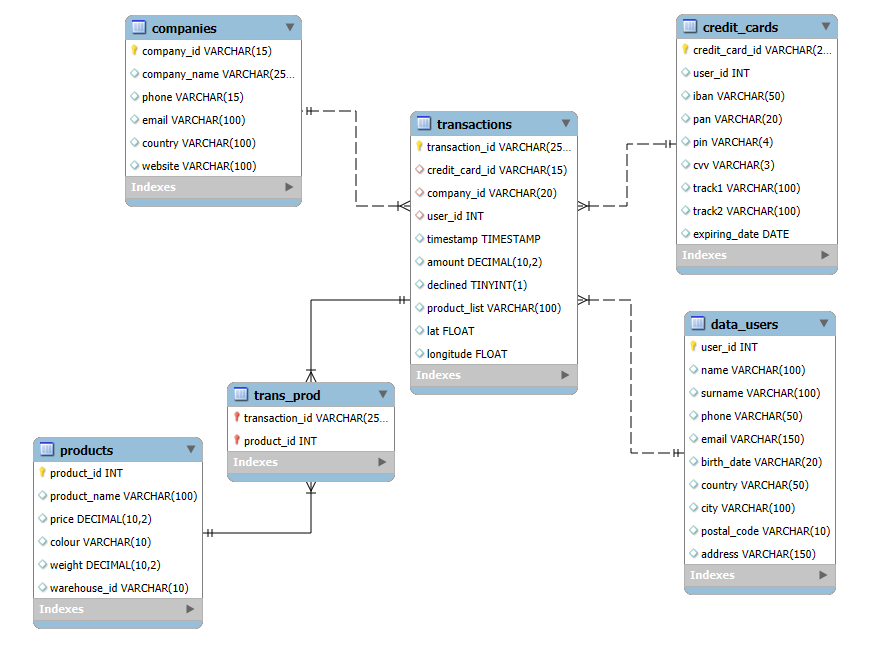 companies
company_id VARCHAR(15)
company_name VARCHAR(25...
phone VARCHAR(15)
email VARCHAR(100)
country VARCHAR(100)
website VARCHAR(100)
Indexes
transactions
transaction_id VARCHAR(25...
credit_card_id VARCHAR(15)
company_id VARCHAR(20)
user_id INT
timestamp TIMESTAMP
amount DECIMAL(10,2)
declined TINYINT(1)
product_list VARCHAR(100)
lat FLOAT
longitude FLOAT
Indexes
credit_cards
credit_card_id VARCHAR(2...
user_id INT
iban VARCHAR(50)
pan VARCHAR(20)
pin VARCHAR(4)
cvv VARCHAR(3)
track1 VARCHAR(100)
track2 VARCHAR(100)
expiring_date DATE
Indexes
data_users
user_id INT
name VARCHAR(100)
surname VARCHAR(100)
phone VARCHAR(50)
email VARCHAR(150)
birth_date VARCHAR(20)
country VARCHAR(50)
city VARCHAR(100)
postal_code VARCHAR(10)
address VARCHAR(150)
Indexes
trans_prod
transaction_id VARCHAR(25...
product_id INT
Indexes
products
product_id INT
product_name VARCHAR(100)
price DECIMAL(10,2)
colour VARCHAR(10)
weight DECIMAL(10,2)
warehouse_id VARCHAR(10)
Indexes